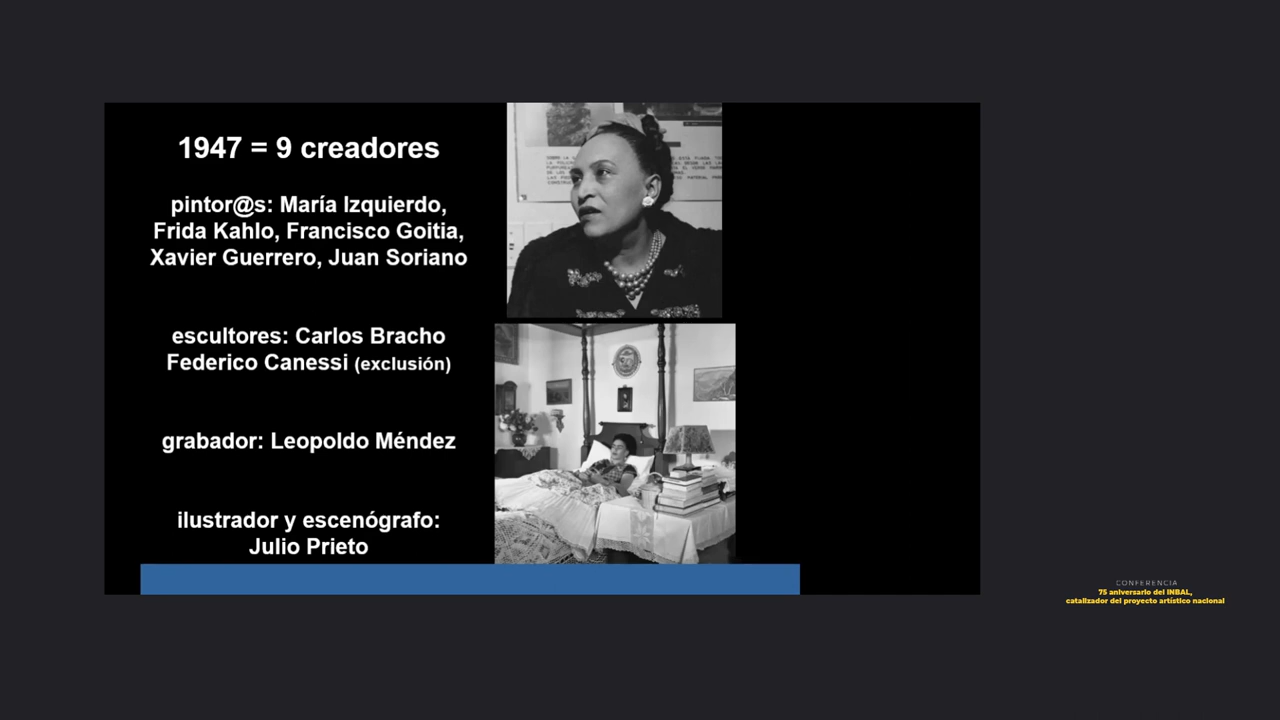 1947 = 9 creadores
pintor@s: María Izquierdo,
Frida Kahlo, Francisco Goitia,
Xavier Guerrero, Juan Soriano
escultores: Carlos Bracho
Federico Canessi (exclusión)
grabador: Leopoldo Méndez
ilustrador y escenógrafo:
Julio Prieto
CONFERENCIA
75 aniversario del INBAL,
catalizador del proyecto artístico nacional